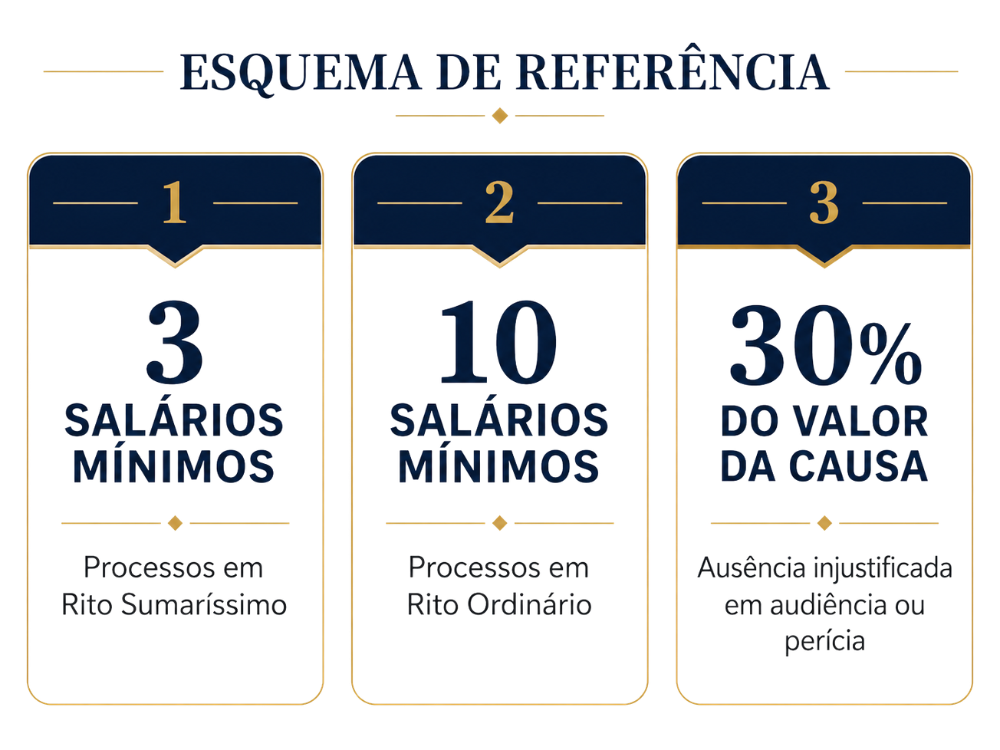 ESQUEMA DE REFERÊNCIA
1
3
SALÁRIOS
MÍNIMOS
Processos em
Rito Sumaríssimo
2
10
SALÁRIOS
MÍNIMOS
Processos em
Rito Ordinário
3
30%
DO VALOR
DA CAUSA
Ausência injustificada
em audiência ou
perícia